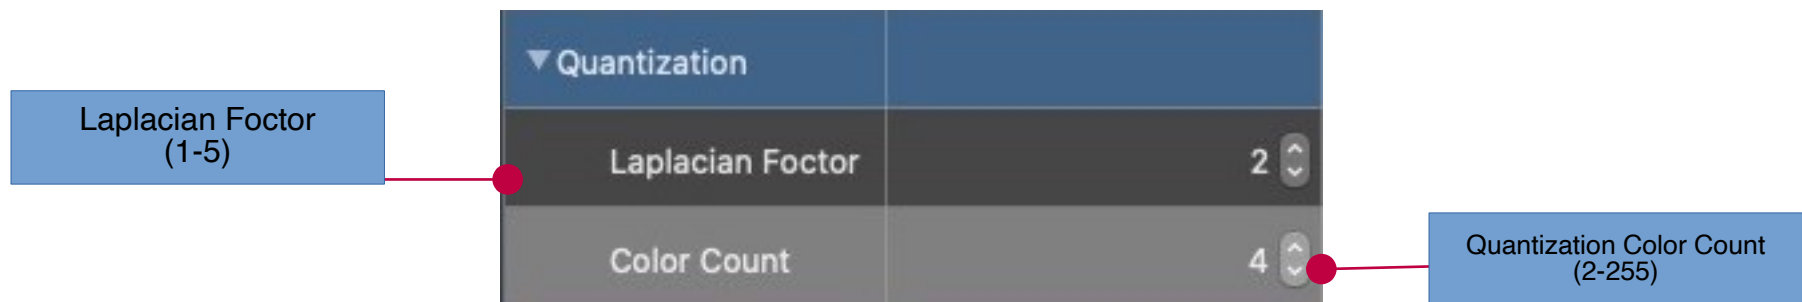 Quantization
Laplacian Foctor
(1-5)
Laplacian Foctor 2
Color Count 4
Quantization Color Count
(2-255)